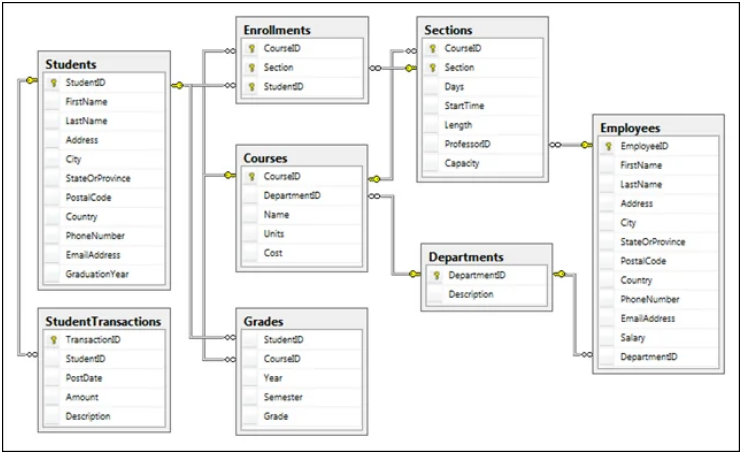 Students
StudentID
FirstName
LastName
Address
City
StateOrProvince
PostalCode
Country
PhoneNumber
EmailAddress
GraduationYear
StudentTransactions
TransactionID
StudentID
PostDate
Amount
Description
Enrollments
CourseID
Section
StudentID
Courses
CourseID
DepartmentID
Name
Units
Cost
Grades
StudentID
CourseID
Year
Semester
Grade
Sections
CourseID
Section
Days
StartTime
Length
ProfessorID
Capacity
Departments
DepartmentID
Description
Employees
EmployeeID
FirstName
LastName
Address
City
StateOrProvince
PostalCode
Country
PhoneNumber
EmailAddress
Salary
DepartmentID